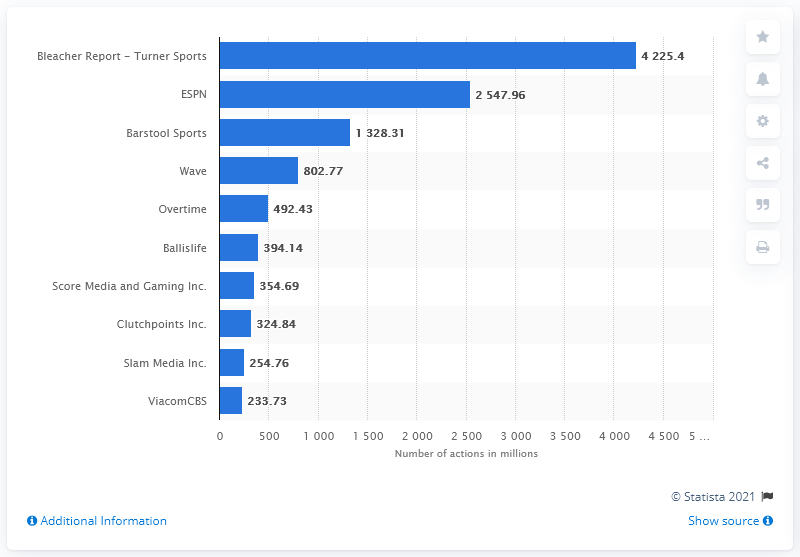 Bleacher Report – Turner Sports 4 225.4
ESPN 2 547.96
Barstool Sports 1 328.31
Wave 802.77
Overtime 492.43
Ballislife 394.14
Score Media and Gaming Inc. 354.69
Clutchpoints Inc. 324.84
Slam Media Inc. 254.76
ViacomCBS 233.73
0 500 1 000 1 500 2 000 2 500 3 000 3 500 4 000 4 500 5 ...
Number of actions in millions
© Statista 2021
Additional Information Show source